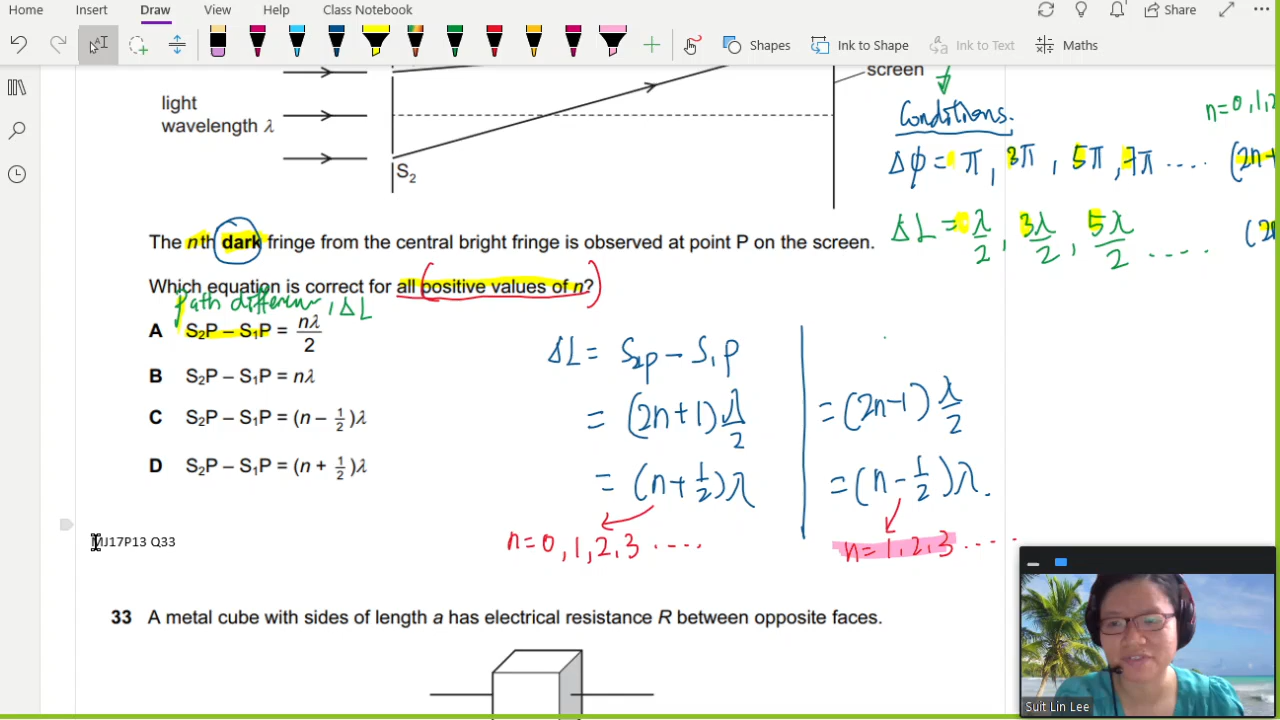 Home Insert Draw View Help Class Notebook Share
Shapes Ink to Shape Ink to Text Maths
screen
light
wavelength λ
S₂
Conditions.
n=0,1,2
Δφ = π, 3π, 5π, 7π .... (2n+
ΔL = λ/2, 3λ/2, 5λ/2 ..... (2n
The nth dark fringe from the central bright fringe is observed at point P on the screen.
Which equation is correct for all positive values of n?
Path difference, ΔL
A S₂P – S₁P = nλ/2
B S₂P – S₁P = nλ
C S₂P – S₁P = (n – ½)λ
D S₂P – S₁P = (n + ½)λ
ΔL = S₂P – S₁P
= (2n+1) λ/2
= (n+½)λ
n=0,1,2,3 ....
= (2n-1) λ/2
= (n-½)λ.
n=1,2,3 ....
MJ17P13 Q33
33 A metal cube with sides of length a has electrical resistance R between opposite faces.
Suit Lin Lee